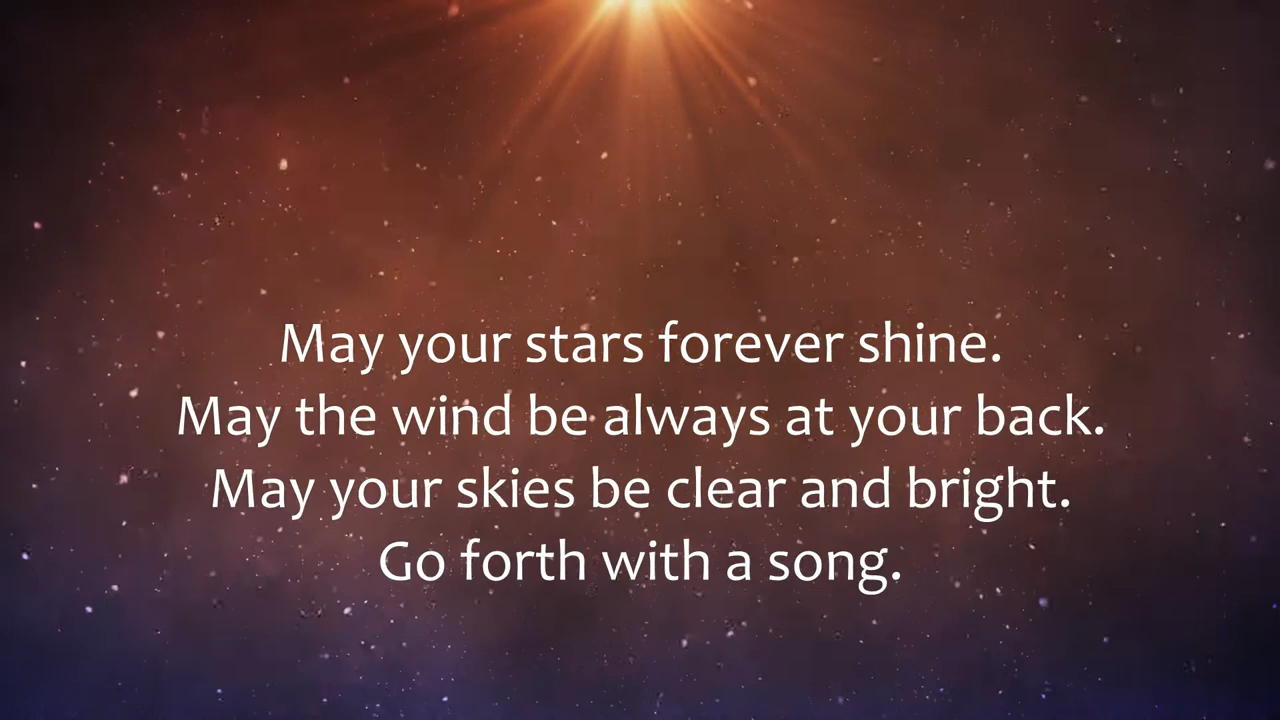 May your stars forever shine.
May the wind be always at your back.
May your skies be clear and bright.
Go forth with a song.